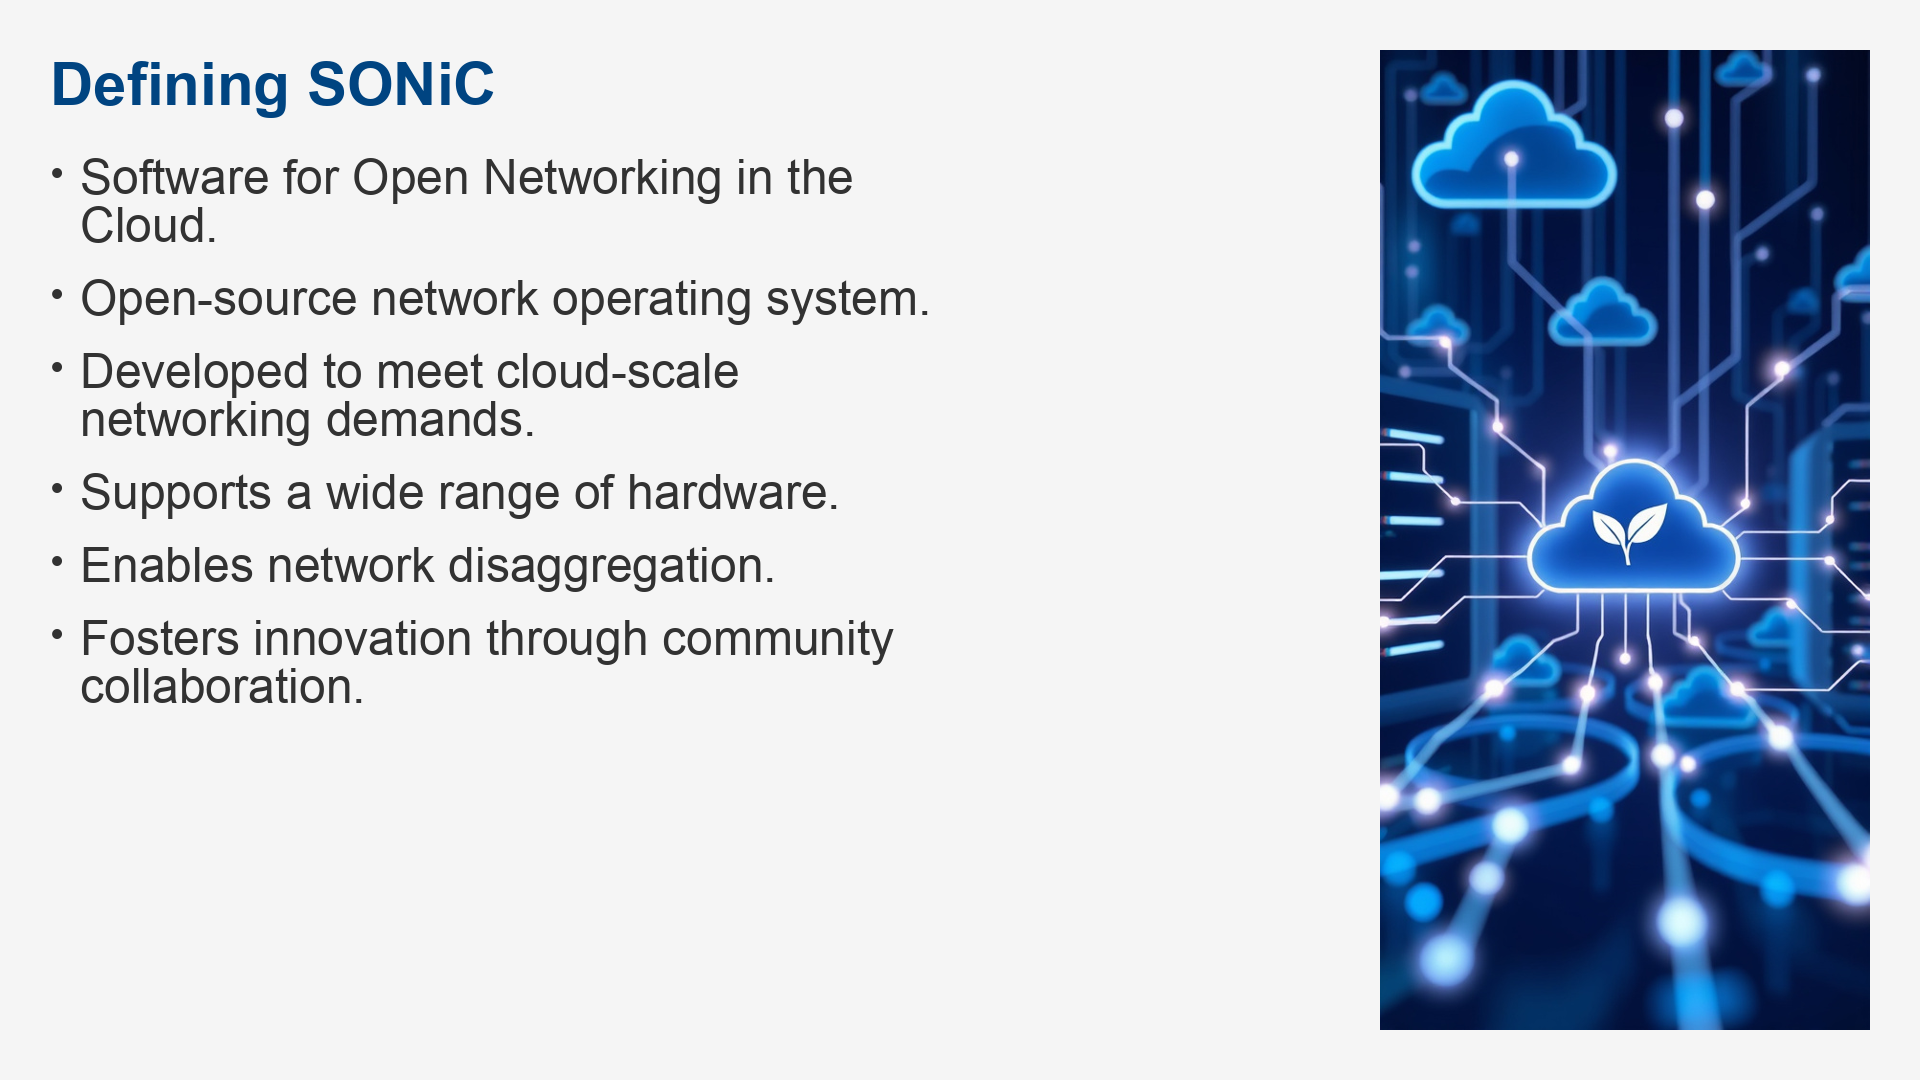 Defining SONiC
• Software for Open Networking in the
Cloud.
• Open-source network operating system.
• Developed to meet cloud-scale
networking demands.
• Supports a wide range of hardware.
• Enables network disaggregation.
• Fosters innovation through community
collaboration.